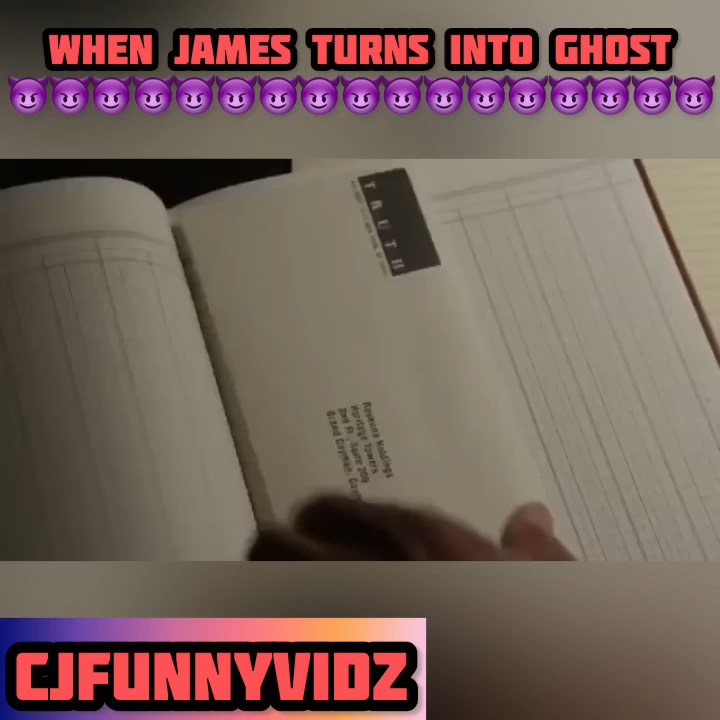 WHEN JAMES TURNS INTO GHOST
TRUTH
Ravenna Holdings
Heritage Towers
2nd Fl, Suite 200
Grand Cayman,
CJFUNNYVIDZ